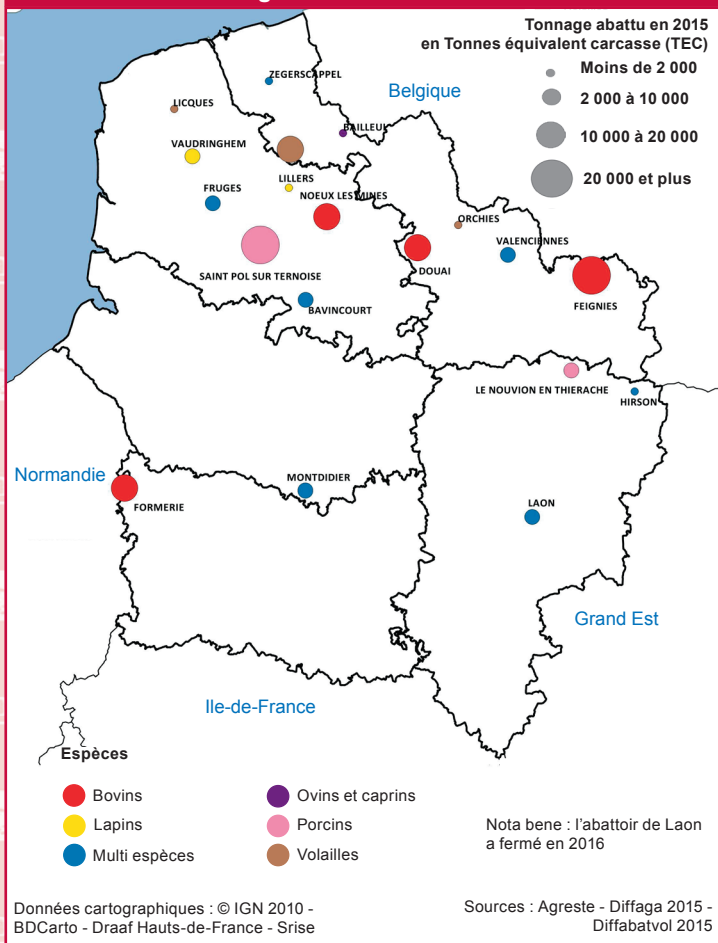 Tonnage abattu en 2015
en Tonnes équivalent carcasse (TEC)
Moins de 2 000
2 000 à 10 000
10 000 à 20 000
20 000 et plus
ZEGERSCAPPEL
Belgique
LICQUES
BAILLEUL
VAUDRINGHEM
LILLERS
FRUGES
NOEUX LES MINES
ORCHIES
VALENCIENNES
DOUAI
SAINT POL SUR TERNOISE
FEIGNIES
BAVINCOURT
LE NOUVION EN THIERACHE
HIRSON
Normandie
MONTDIDIER
FORMERIE
LAON
Grand Est
Ile-de-France
Espèces
Bovins
Lapins
Multi espèces
Ovins et caprins
Porcins
Volailles
Nota bene : l'abattoir de Laon
a fermé en 2016
Données cartographiques : © IGN 2010 -
BDCarto - Draaf Hauts-de-France - Srise
Sources : Agreste - Diffaga 2015 -
Diffabatvol 2015